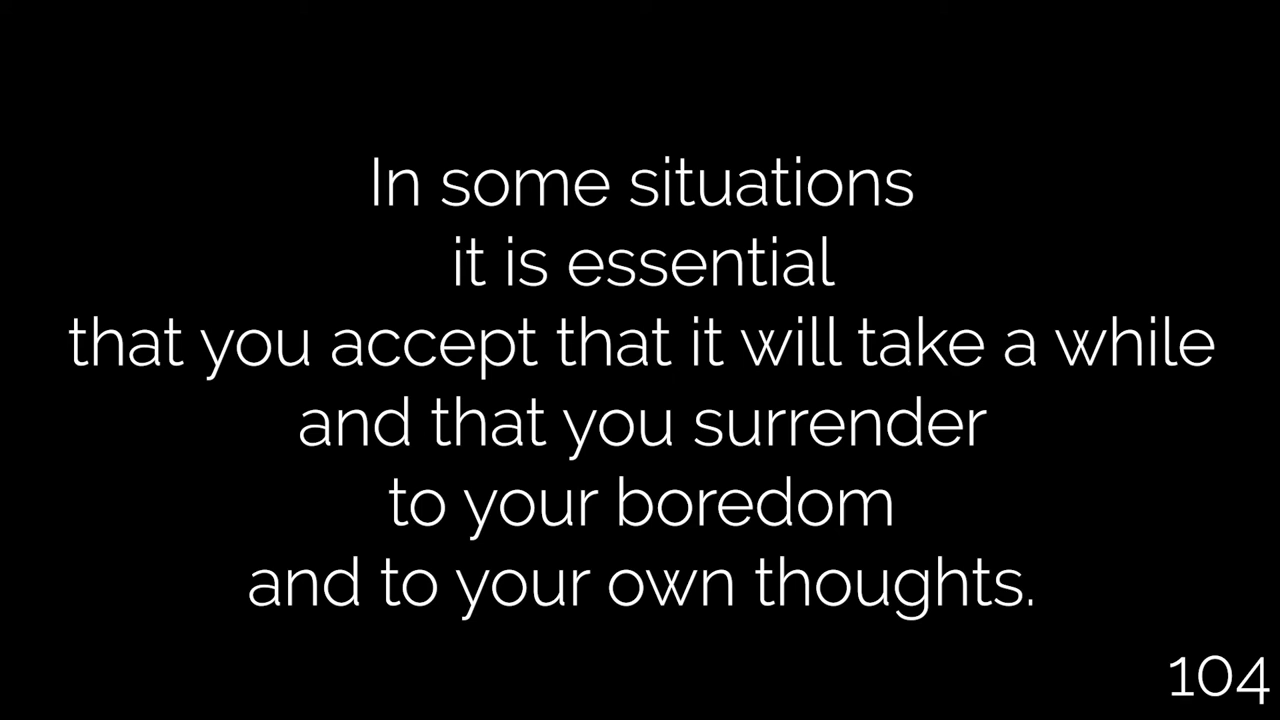 In some situations
it is essential
that you accept that it will take a while
and that you surrender
to your boredom
and to your own thoughts.
104